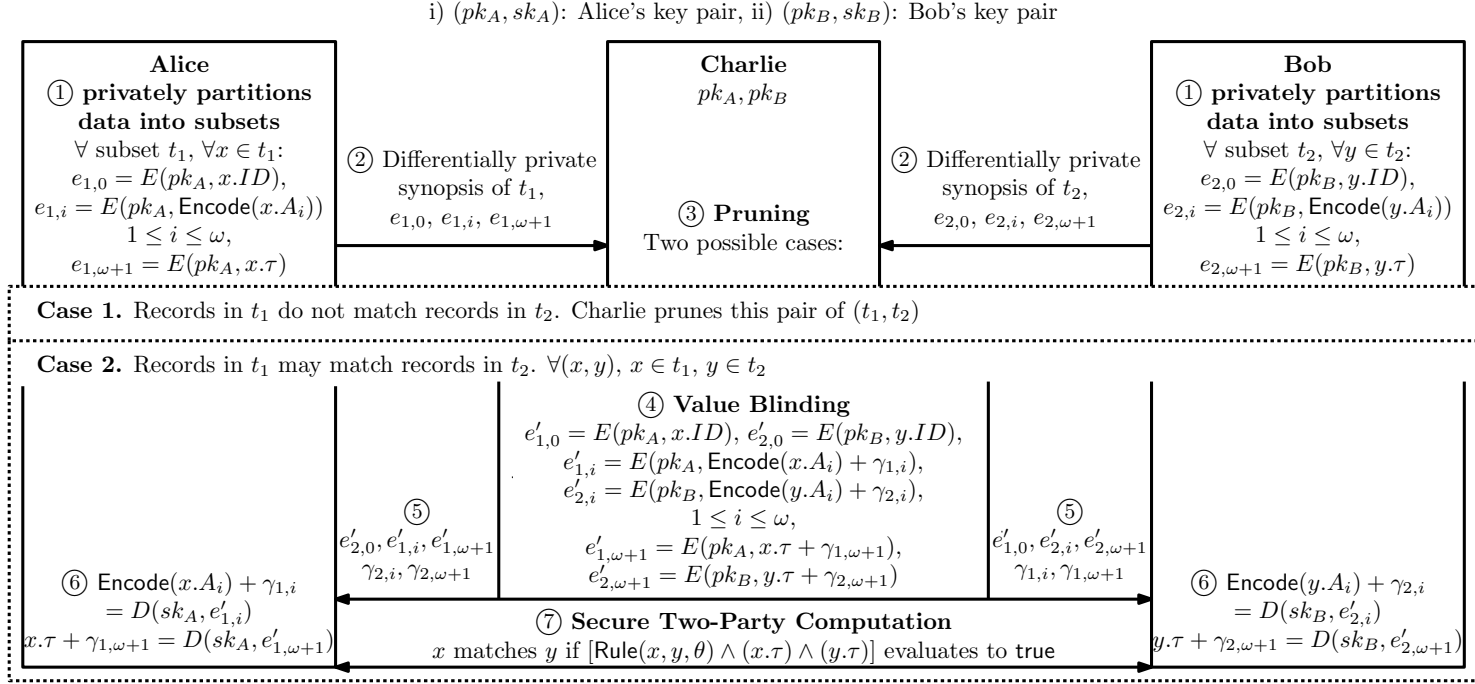 i) (pk_A, sk_A): Alice's key pair, ii) (pk_B, sk_B): Bob's key pair
Alice
① privately partitions
data into subsets
∀ subset t_1, ∀x ∈ t_1:
e_{1,0} = E(pk_A, x.ID),
e_{1,i} = E(pk_A, Encode(x.A_i))
1 ≤ i ≤ ω,
e_{1,ω+1} = E(pk_A, x.τ)
② Differentially private
synopsis of t_1,
e_{1,0}, e_{1,i}, e_{1,ω+1}
Charlie
pk_A, pk_B
③ Pruning
Two possible cases:
② Differentially private
synopsis of t_2,
e_{2,0}, e_{2,i}, e_{2,ω+1}
Bob
① privately partitions
data into subsets
∀ subset t_2, ∀y ∈ t_2:
e_{2,0} = E(pk_B, y.ID),
e_{2,i} = E(pk_B, Encode(y.A_i))
1 ≤ i ≤ ω,
e_{2,ω+1} = E(pk_B, y.τ)
Case 1. Records in t_1 do not match records in t_2. Charlie prunes this pair of (t_1, t_2)
Case 2. Records in t_1 may match records in t_2. ∀(x, y), x ∈ t_1, y ∈ t_2
④ Value Blinding
e'_{1,0} = E(pk_A, x.ID), e'_{2,0} = E(pk_B, y.ID),
e'_{1,i} = E(pk_A, Encode(x.A_i) + γ_{1,i}),
e'_{2,i} = E(pk_B, Encode(y.A_i) + γ_{2,i}),
1 ≤ i ≤ ω,
e'_{1,ω+1} = E(pk_A, x.τ + γ_{1,ω+1}),
e'_{2,ω+1} = E(pk_B, y.τ + γ_{2,ω+1})
⑤
e'_{2,0}, e'_{1,i}, e'_{1,ω+1}
γ_{2,i}, γ_{2,ω+1}
⑤
e'_{1,0}, e'_{2,i}, e'_{2,ω+1}
γ_{1,i}, γ_{1,ω+1}
⑥ Encode(x.A_i) + γ_{1,i}
= D(sk_A, e'_{1,i})
x.τ + γ_{1,ω+1} = D(sk_A, e'_{1,ω+1})
⑥ Encode(y.A_i) + γ_{2,i}
= D(sk_B, e'_{2,i})
y.τ + γ_{2,ω+1} = D(sk_B, e'_{2,ω+1})
⑦ Secure Two-Party Computation
x matches y if [Rule(x, y, θ) ∧ (x.τ) ∧ (y.τ)] evaluates to true